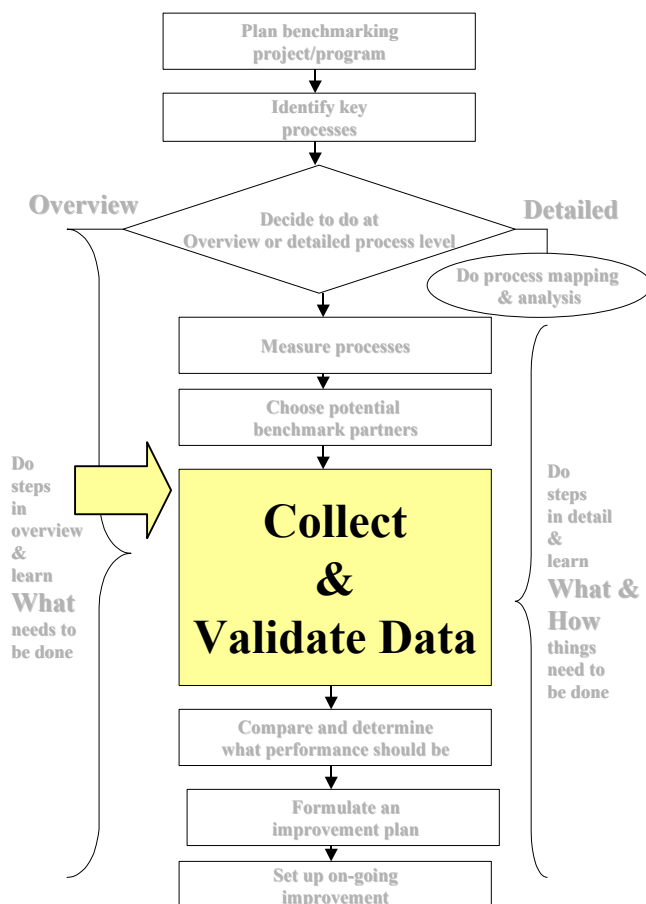 Plan benchmarking
project/program
Identify key
processes
Overview
Detailed
Decide to do at
Overview or detailed process level
Do process mapping
& analysis
Measure processes
Choose potential
benchmark partners
Do
steps
in
overview
&
learn
What
needs to
be done
Collect
&
Validate Data
Do
steps
in detail
&
learn
What &
How
things
need to
be done
Compare and determine
what performance should be
Formulate an
improvement plan
Set up on-going
improvement